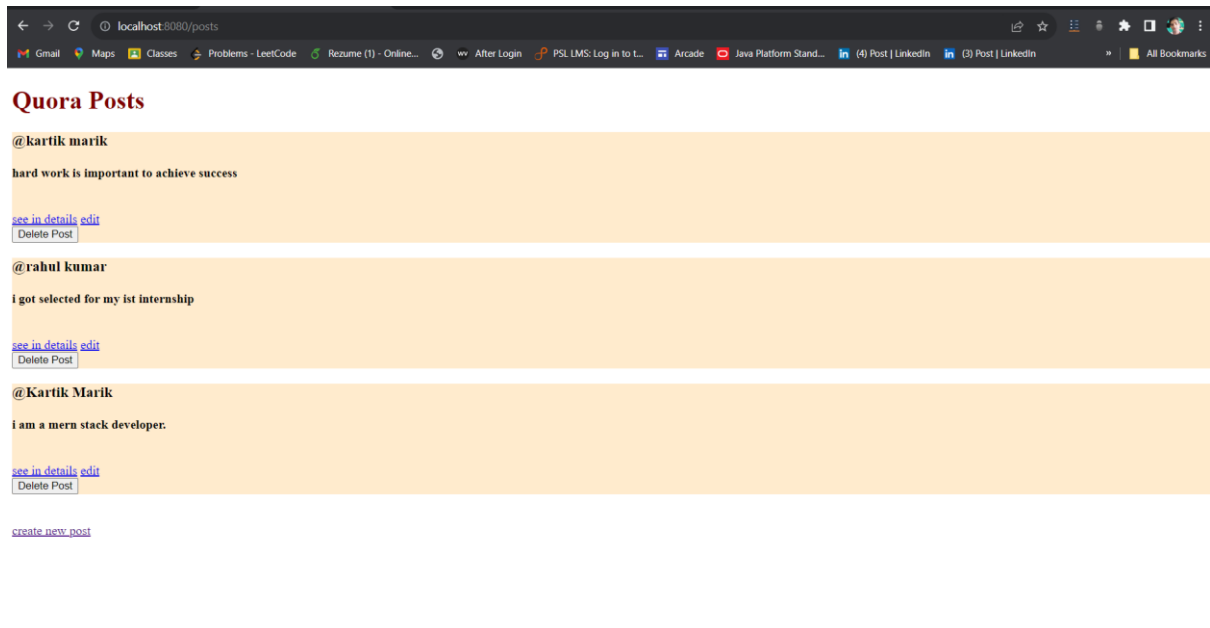 localhost:8080/posts
Gmail Maps Classes Problems - LeetCode Rezume (1) - Online... After Login PSL LMS: Log in to t... Arcade Java Platform Stand... (4) Post | LinkedIn (3) Post | LinkedIn » All Bookmarks
Quora Posts
@kartik marik
hard work is important to achieve success
see in details edit
Delete Post
@rahul kumar
i got selected for my ist internship
see in details edit
Delete Post
@Kartik Marik
i am a mern stack developer.
see in details edit
Delete Post
create new post